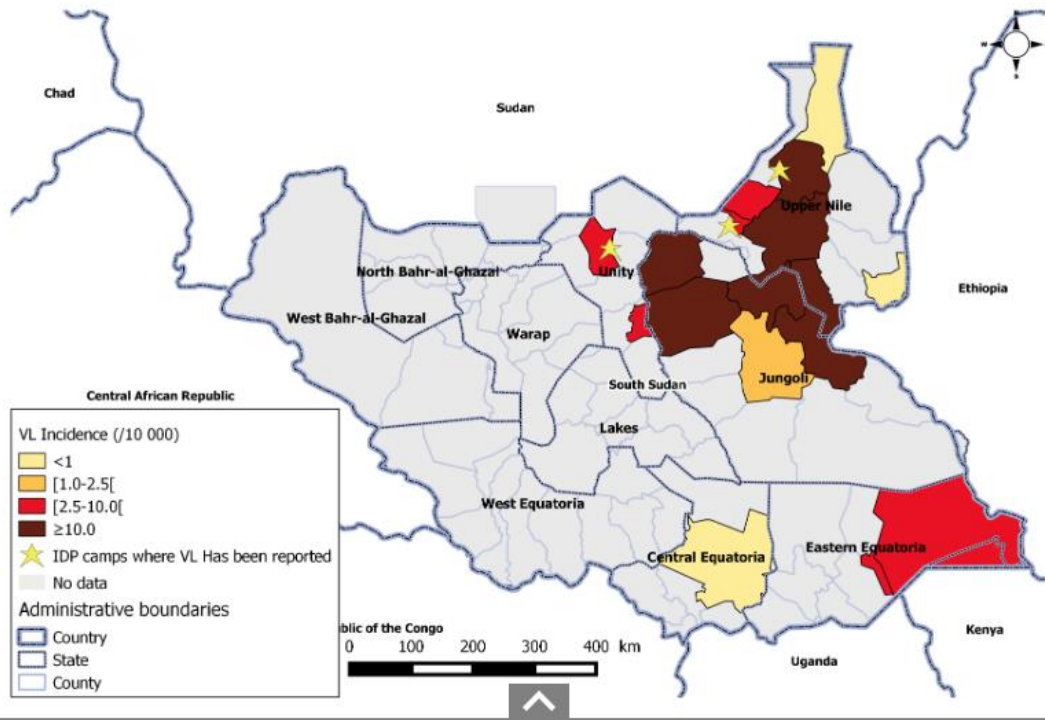 N
W
E
S
Chad
Sudan
Upper Nile
North Bahr-al-Ghazal
Unity
Ethiopia
West Bahr-al-Ghazal
Warap
South Sudan
Jungoli
Central African Republic
Lakes
West Equatoria
Central Equatoria
Eastern Equatoria
VL Incidence (/10 000)
<1
[1.0-2.5[
[2.5-10.0[
≥10.0
IDP camps where VL Has been reported
No data
Administrative boundaries
Country
State
County
blic of the Congo
0 100 200 300 400 km
Kenya
Uganda